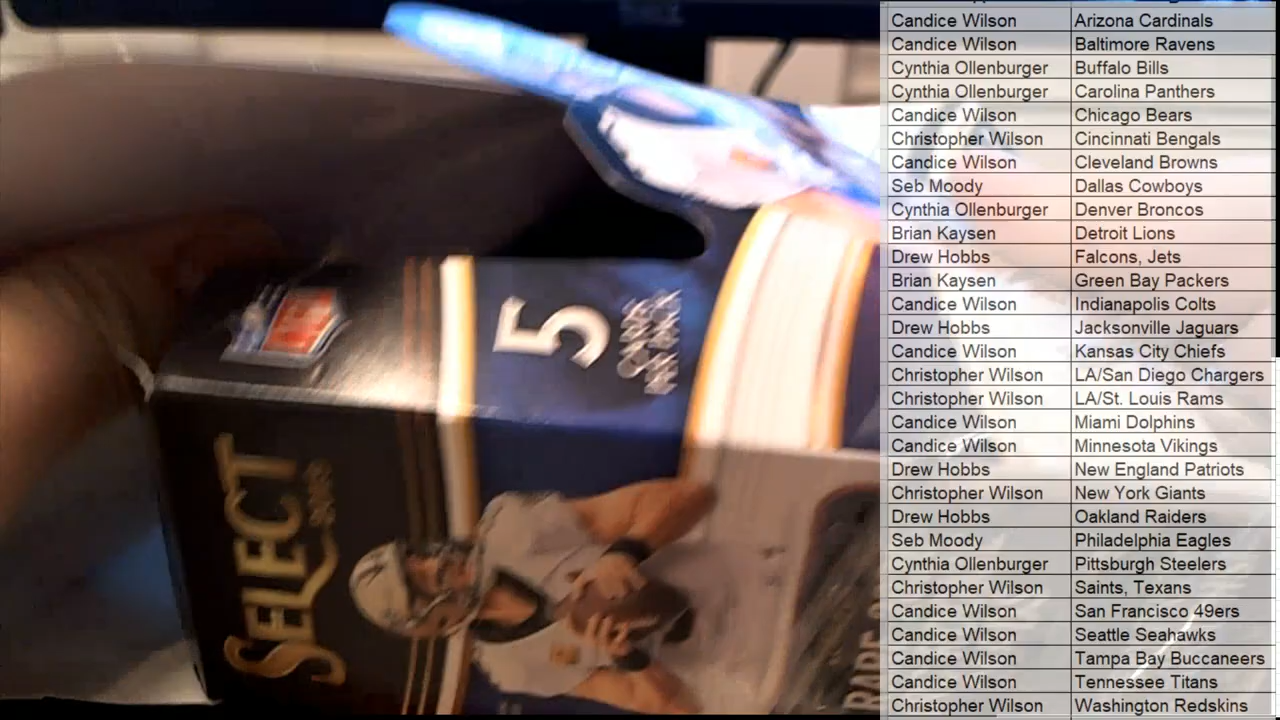 Candice Wilson Arizona Cardinals
Candice Wilson Baltimore Ravens
Cynthia Ollenburger Buffalo Bills
Cynthia Ollenburger Carolina Panthers
Candice Wilson Chicago Bears
Christopher Wilson Cincinnati Bengals
Candice Wilson Cleveland Browns
Seb Moody Dallas Cowboys
Cynthia Ollenburger Denver Broncos
Brian Kaysen Detroit Lions
Drew Hobbs Falcons, Jets
Brian Kaysen Green Bay Packers
Candice Wilson Indianapolis Colts
Drew Hobbs Jacksonville Jaguars
Candice Wilson Kansas City Chiefs
Christopher Wilson LA/San Diego Chargers
Christopher Wilson LA/St. Louis Rams
Candice Wilson Miami Dolphins
Candice Wilson Minnesota Vikings
Drew Hobbs New England Patriots
Christopher Wilson New York Giants
Drew Hobbs Oakland Raiders
Seb Moody Philadelphia Eagles
Cynthia Ollenburger Pittsburgh Steelers
Christopher Wilson Saints, Texans
Candice Wilson San Francisco 49ers
Candice Wilson Seattle Seahawks
Candice Wilson Tampa Bay Buccaneers
Candice Wilson Tennessee Titans
Christopher Wilson Washington Redskins
5
CARDS
PER PACK
SELECT